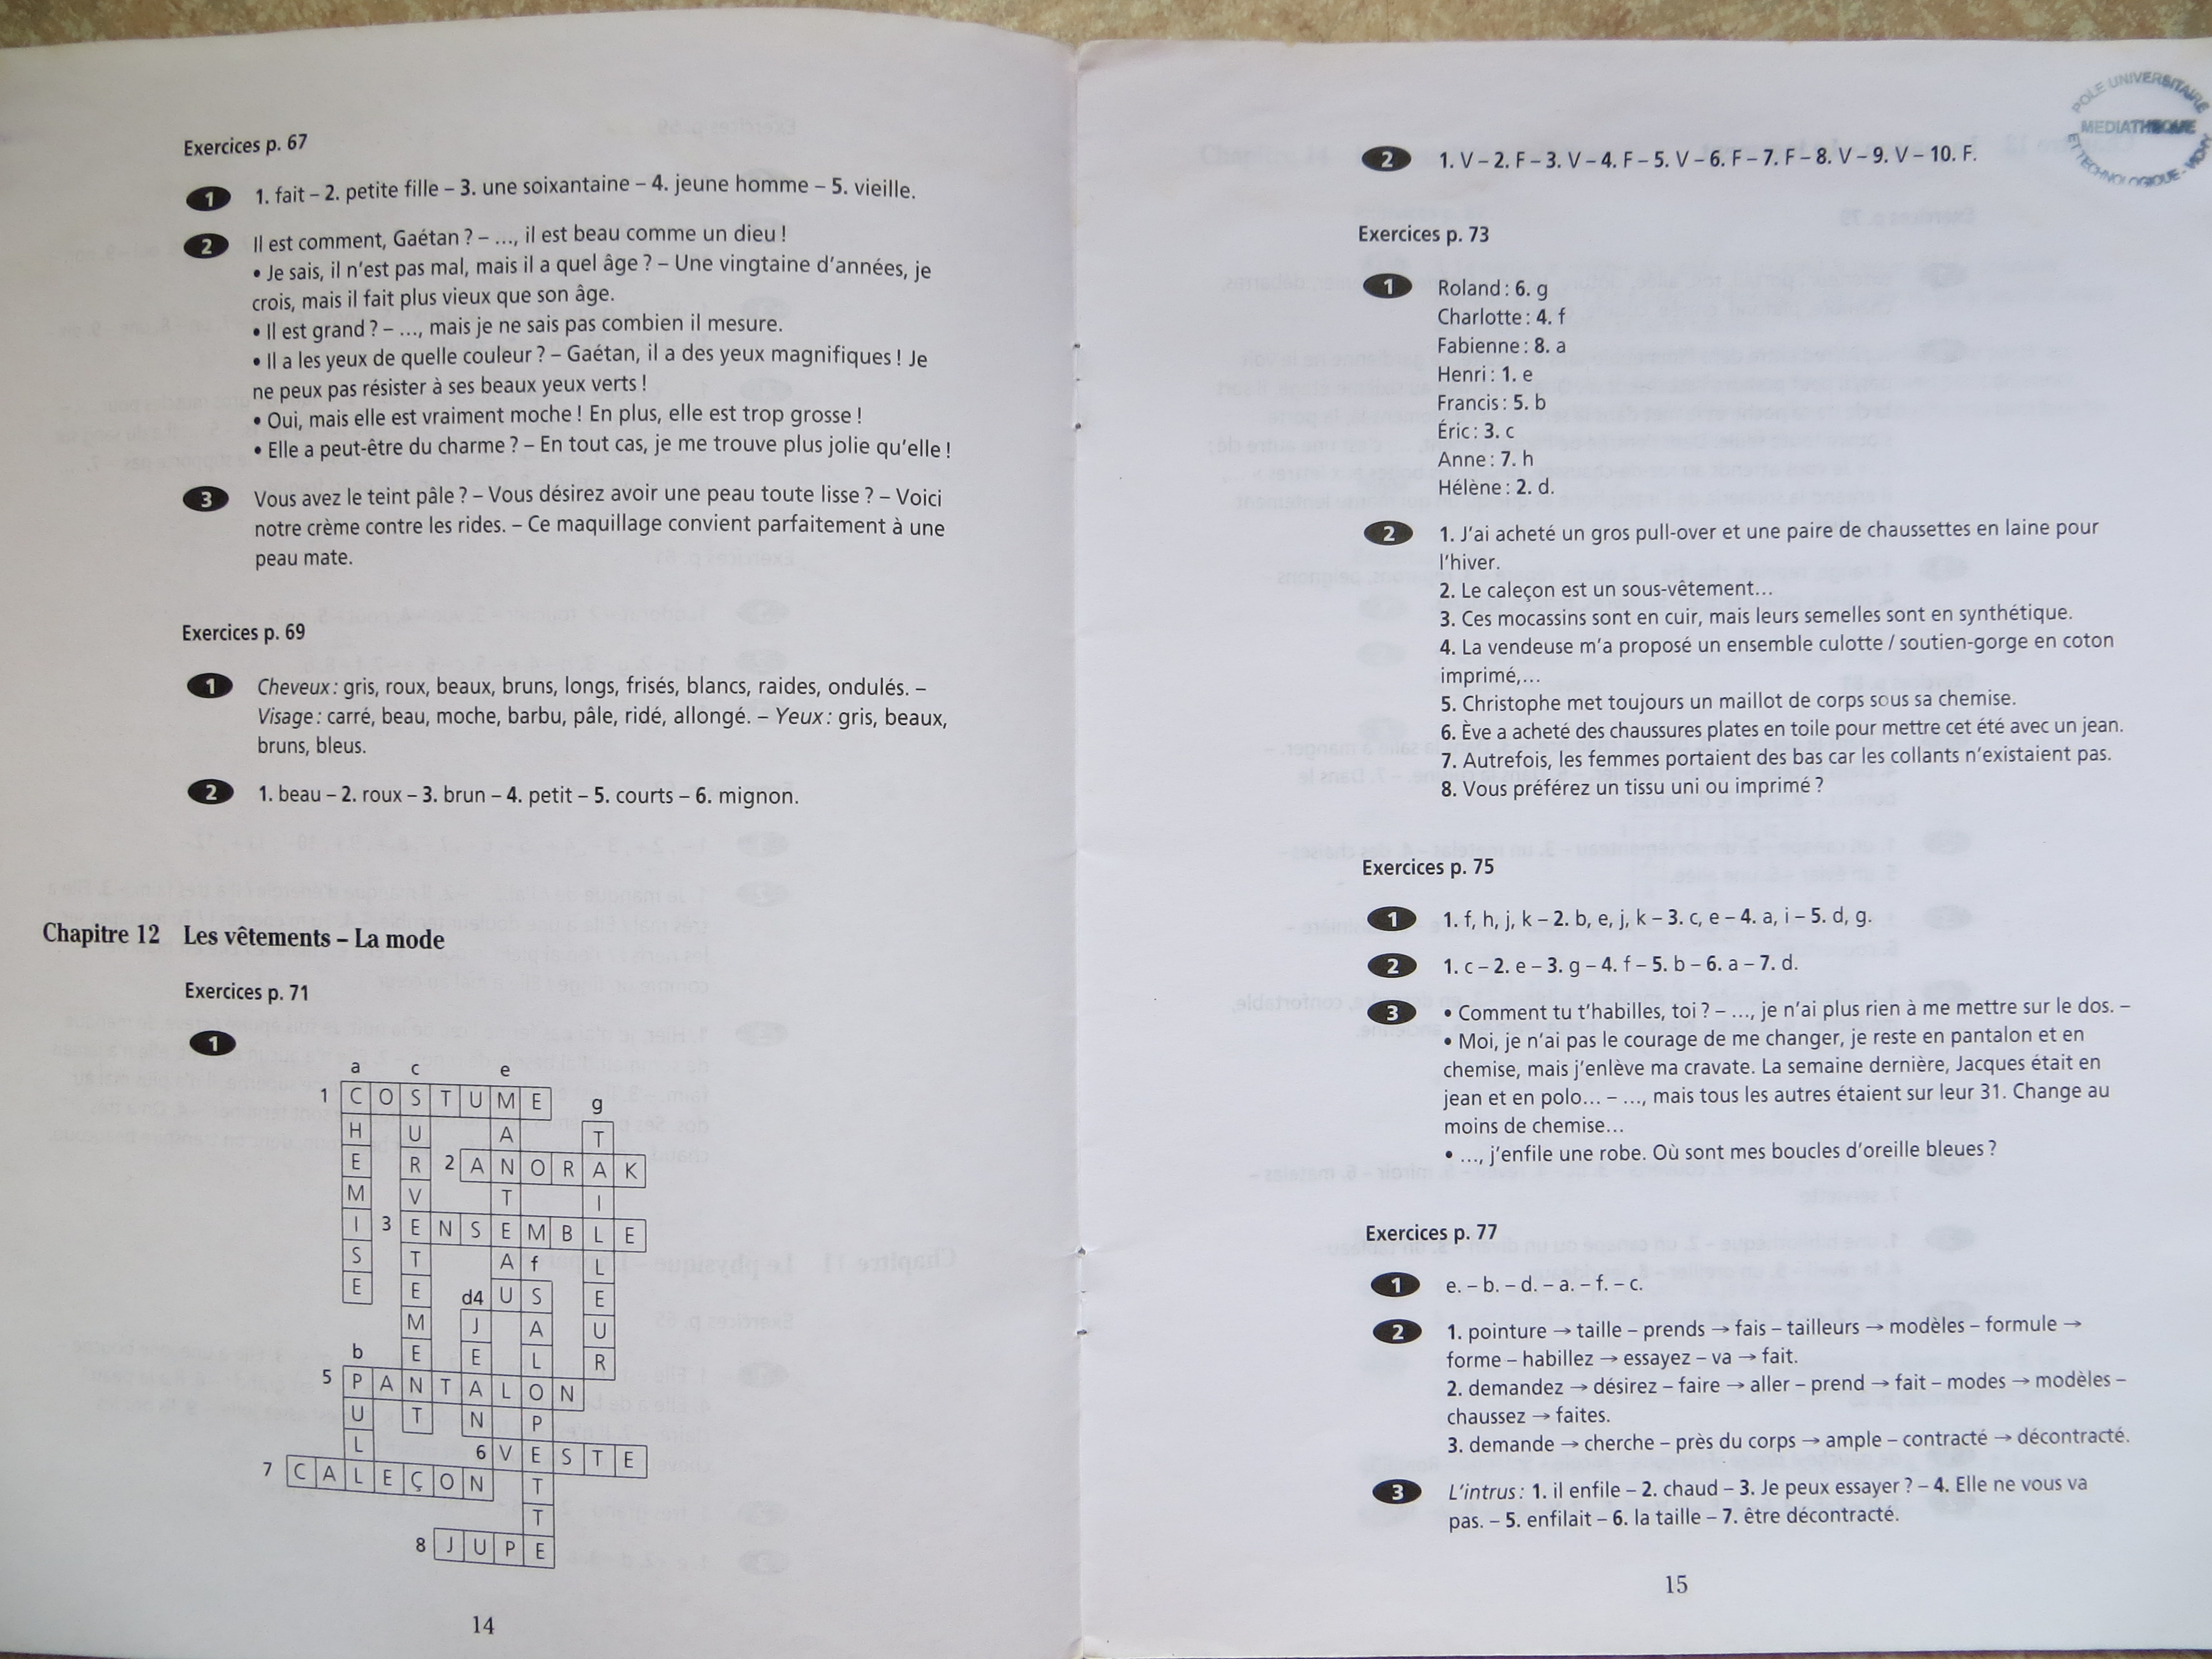 Exercices p. 67
1 1. fait – 2. petite fille – 3. une soixantaine – 4. jeune homme – 5. vieille.
2 Il est comment, Gaétan ? – ..., il est beau comme un dieu !
• Je sais, il n'est pas mal, mais il a quel âge ? – Une vingtaine d'années, je
crois, mais il fait plus vieux que son âge.
• Il est grand ? – ..., mais je ne sais pas combien il mesure.
• Il a les yeux de quelle couleur ? – Gaétan, il a des yeux magnifiques ! Je
ne peux pas résister à ses beaux yeux verts !
• Oui, mais elle est vraiment moche ! En plus, elle est trop grosse !
• Elle a peut-être du charme ? – En tout cas, je me trouve plus jolie qu'elle !
3 Vous avez le teint pâle ? – Vous désirez avoir une peau toute lisse ? – Voici
notre crème contre les rides. – Ce maquillage convient parfaitement à une
peau mate.
Exercices p. 69
1 Cheveux : gris, roux, beaux, bruns, longs, frisés, blancs, raides, ondulés. –
Visage : carré, beau, moche, barbu, pâle, ridé, allongé. – Yeux : gris, beaux,
bruns, bleus.
2 1. beau – 2. roux – 3. brun – 4. petit – 5. courts – 6. mignon.
Chapitre 12 Les vêtements – La mode
Exercices p. 71
1
a c e g
1 C O S T U M E
H U A T
E R 2 A N O R A K
M V T I
I 3 E N S E M B L E
S T A f L
E E d4 U S E
M J A U
b E E L R
5 P A N T A L O N
U T N P
L 6 V E S T E
7 C A L E Ç O N T
T
8 J U P E
14
2 1. V – 2. F – 3. V – 4. F – 5. V – 6. F – 7. F – 8. V – 9. V – 10. F.
Exercices p. 73
1 Roland : 6. g
Charlotte : 4. f
Fabienne : 8. a
Henri : 1. e
Francis : 5. b
Éric : 3. c
Anne : 7. h
Hélène : 2. d.
2 1. J'ai acheté un gros pull-over et une paire de chaussettes en laine pour
l'hiver.
2. Le caleçon est un sous-vêtement...
3. Ces mocassins sont en cuir, mais leurs semelles sont en synthétique.
4. La vendeuse m'a proposé un ensemble culotte / soutien-gorge en coton
imprimé,...
5. Christophe met toujours un maillot de corps sous sa chemise.
6. Ève a acheté des chaussures plates en toile pour mettre cet été avec un jean.
7. Autrefois, les femmes portaient des bas car les collants n'existaient pas.
8. Vous préférez un tissu uni ou imprimé ?
Exercices p. 75
1 1. f, h, j, k – 2. b, e, j, k – 3. c, e – 4. a, i – 5. d, g.
2 1. c – 2. e – 3. g – 4. f – 5. b – 6. a – 7. d.
3 • Comment tu t'habilles, toi ? – ..., je n'ai plus rien à me mettre sur le dos. –
• Moi, je n'ai pas le courage de me changer, je reste en pantalon et en
chemise, mais j'enlève ma cravate. La semaine dernière, Jacques était en
jean et en polo... – ..., mais tous les autres étaient sur leur 31. Change au
moins de chemise...
• ..., j'enfile une robe. Où sont mes boucles d'oreille bleues ?
Exercices p. 77
1 e. – b. – d. – a. – f. – c.
2 1. pointure → taille – prends → fais – tailleurs → modèles – formule →
forme – habillez → essayez – va → fait.
2. demandez → désirez – faire → aller – prend → fait – modes → modèles –
chaussez → faites.
3. demande → cherche – près du corps → ample – contracté → décontracté.
3 L'intrus : 1. il enfile – 2. chaud – 3. Je peux essayer ? – 4. Elle ne vous va
pas. – 5. enfilait – 6. la taille – 7. être décontracté.
15
MEDIATHEQUE